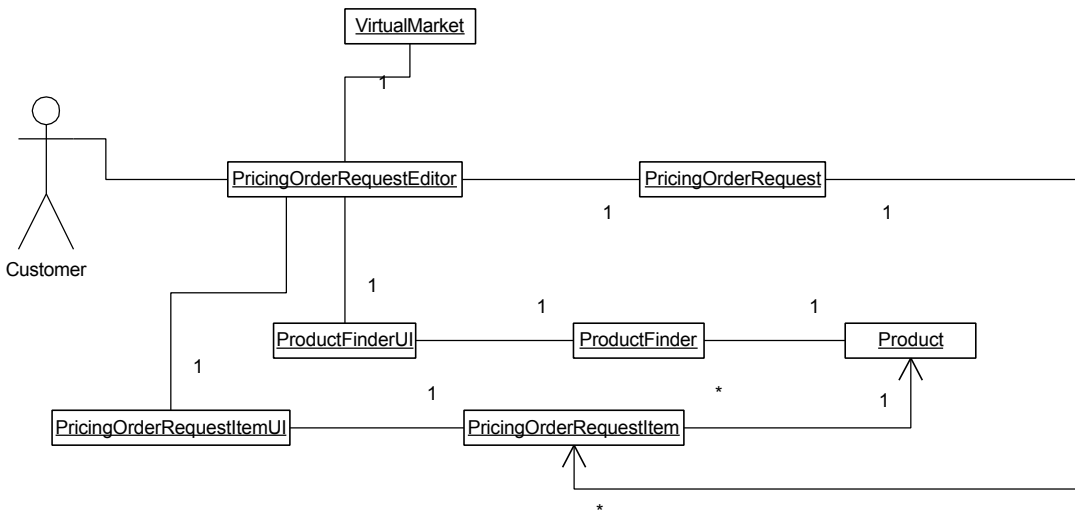 VirtualMarket
1
PricingOrderRequestEditor
PricingOrderRequest
1
1
Customer
1
1
1
ProductFinderUI
ProductFinder
Product
1
1
*
1
PricingOrderRequestItemUI
PricingOrderRequestItem
*